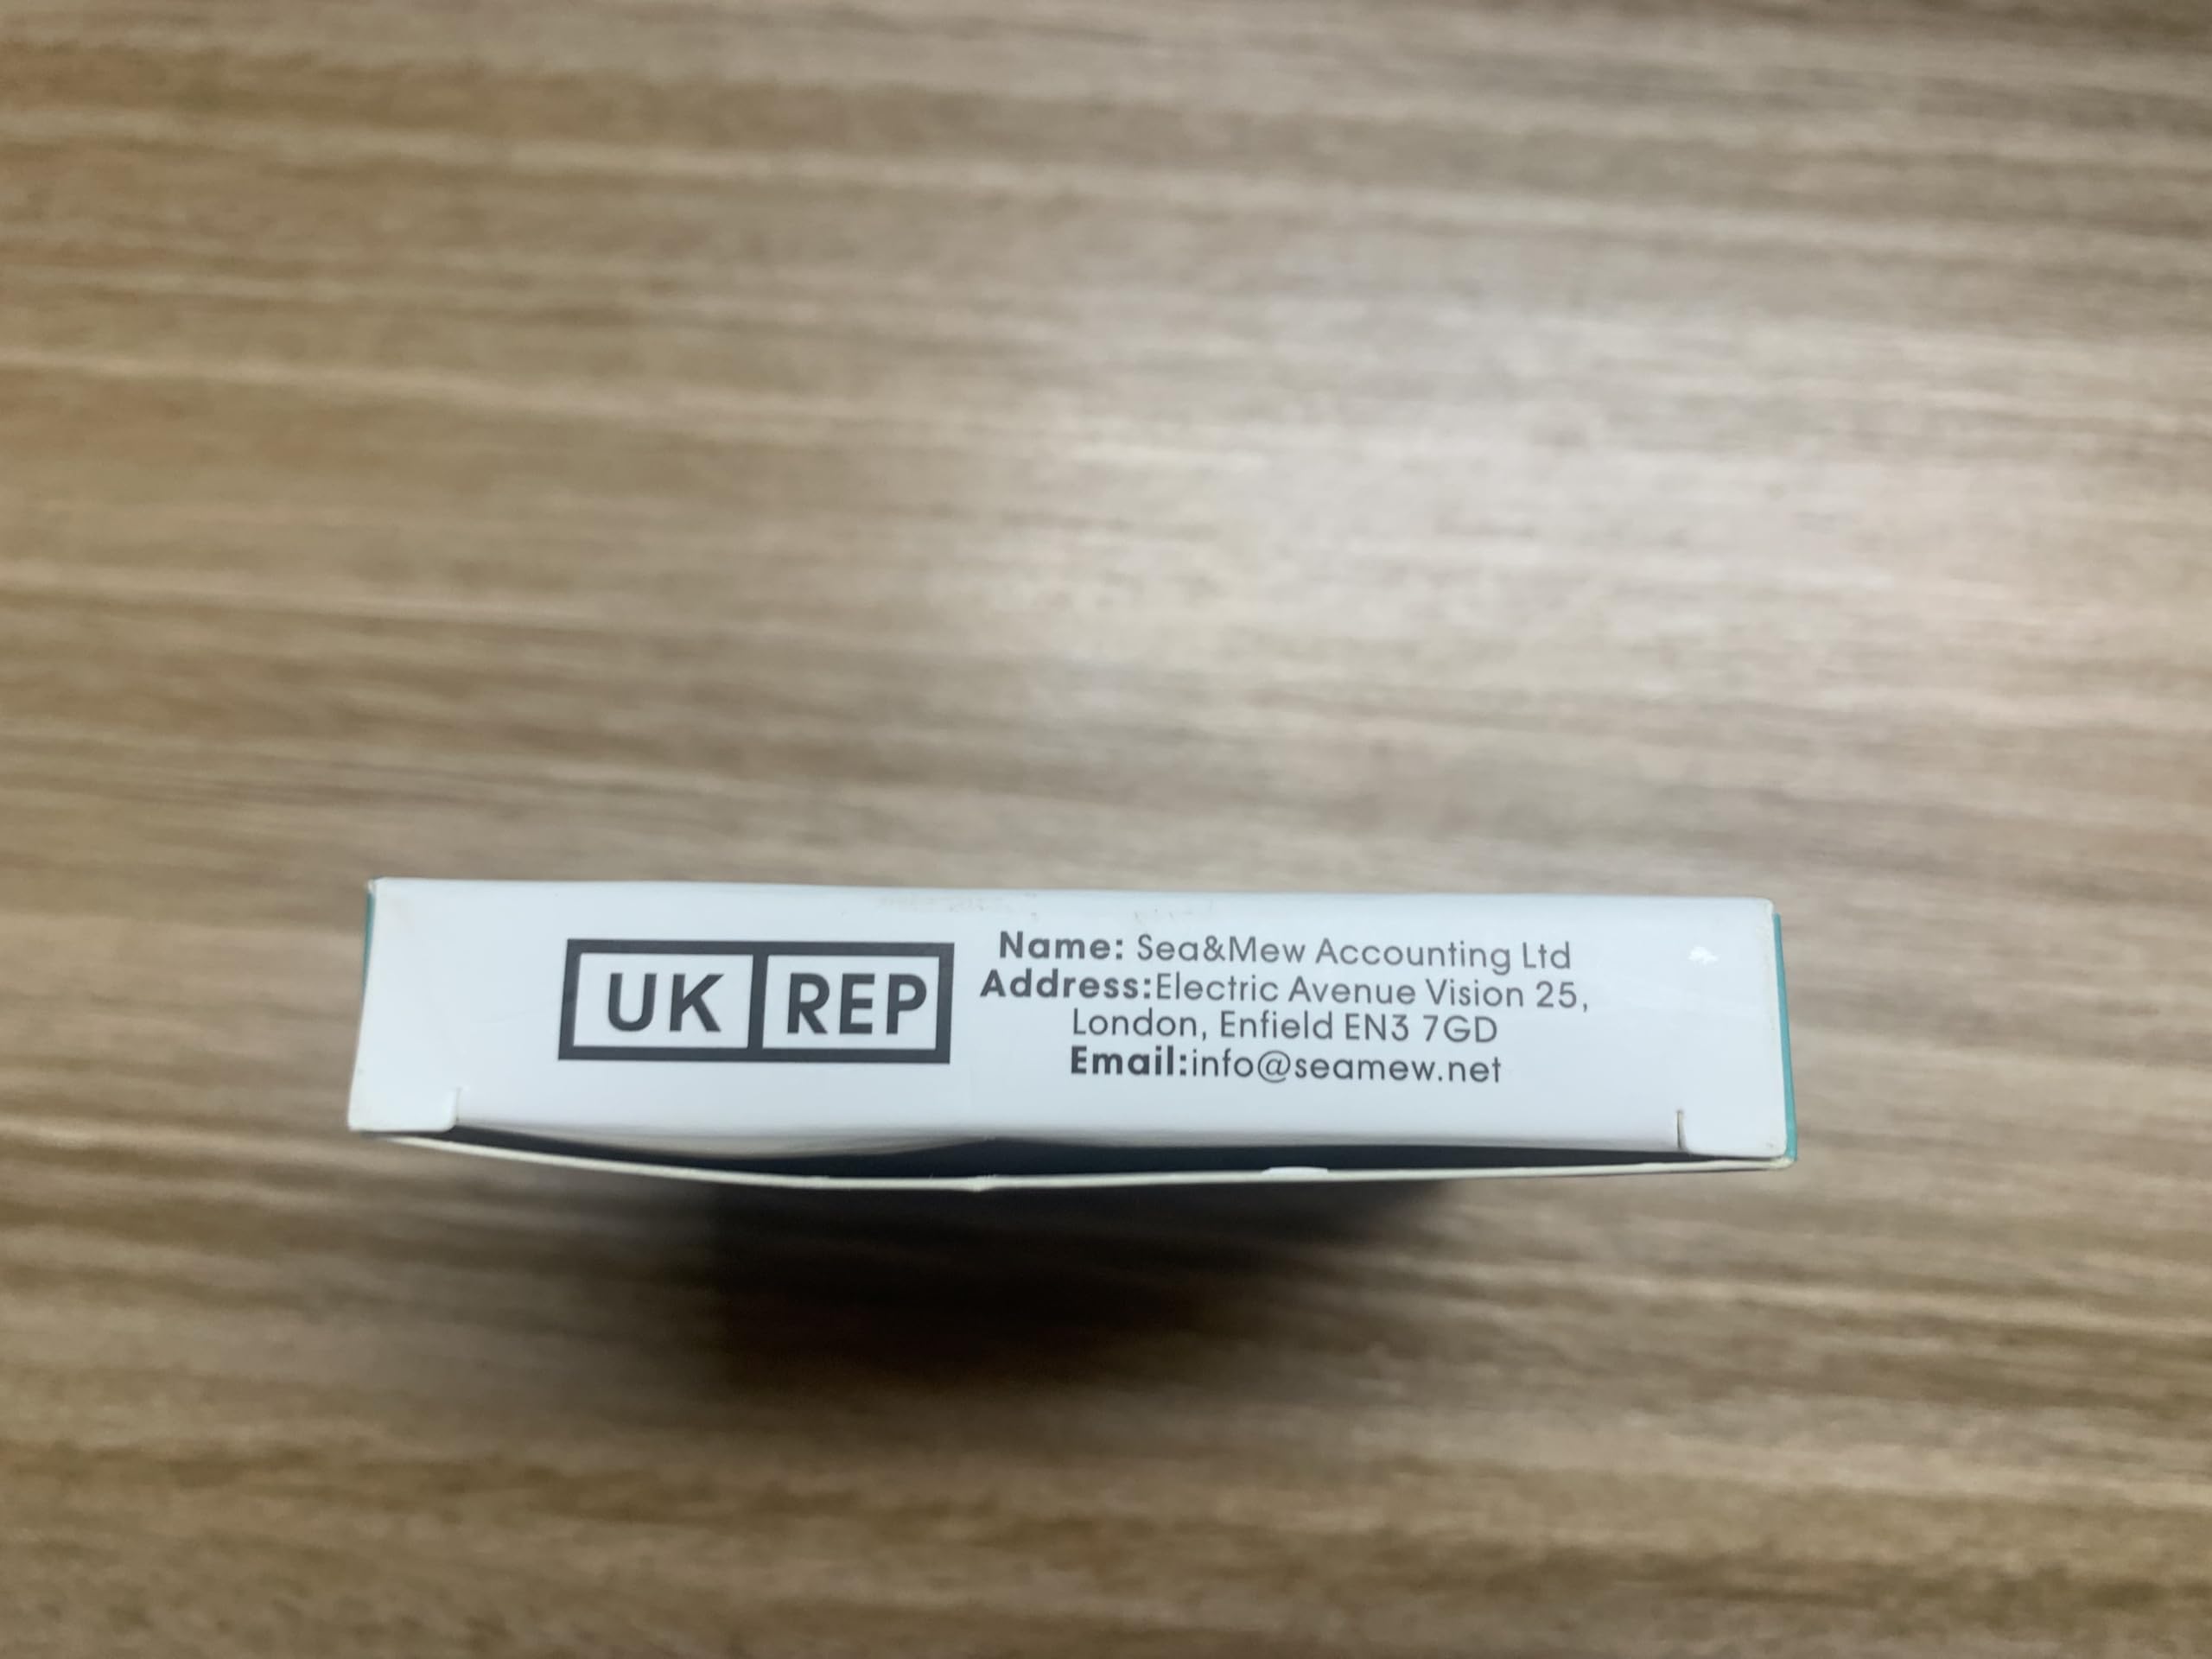 UK REP
Name: Sea&Mew Accounting Ltd
Address:Electric Avenue Vision 25,
London, Enfield EN3 7GD
Email:info@seamew.net